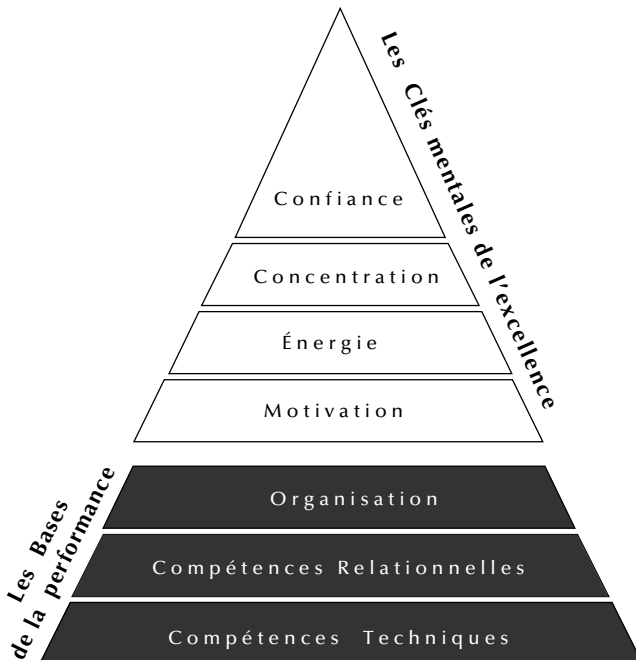 Les Clés mentales de l'excellence
Confiance
Concentration
Énergie
Motivation
Les Bases
de la performance
Organisation
Compétences Relationnelles
Compétences Techniques